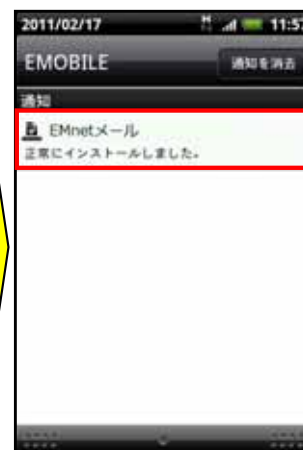 2011/02/17 H 11:57
EMOBILE 通知を消去
通知
EMnetメール
正常にインストールしました。